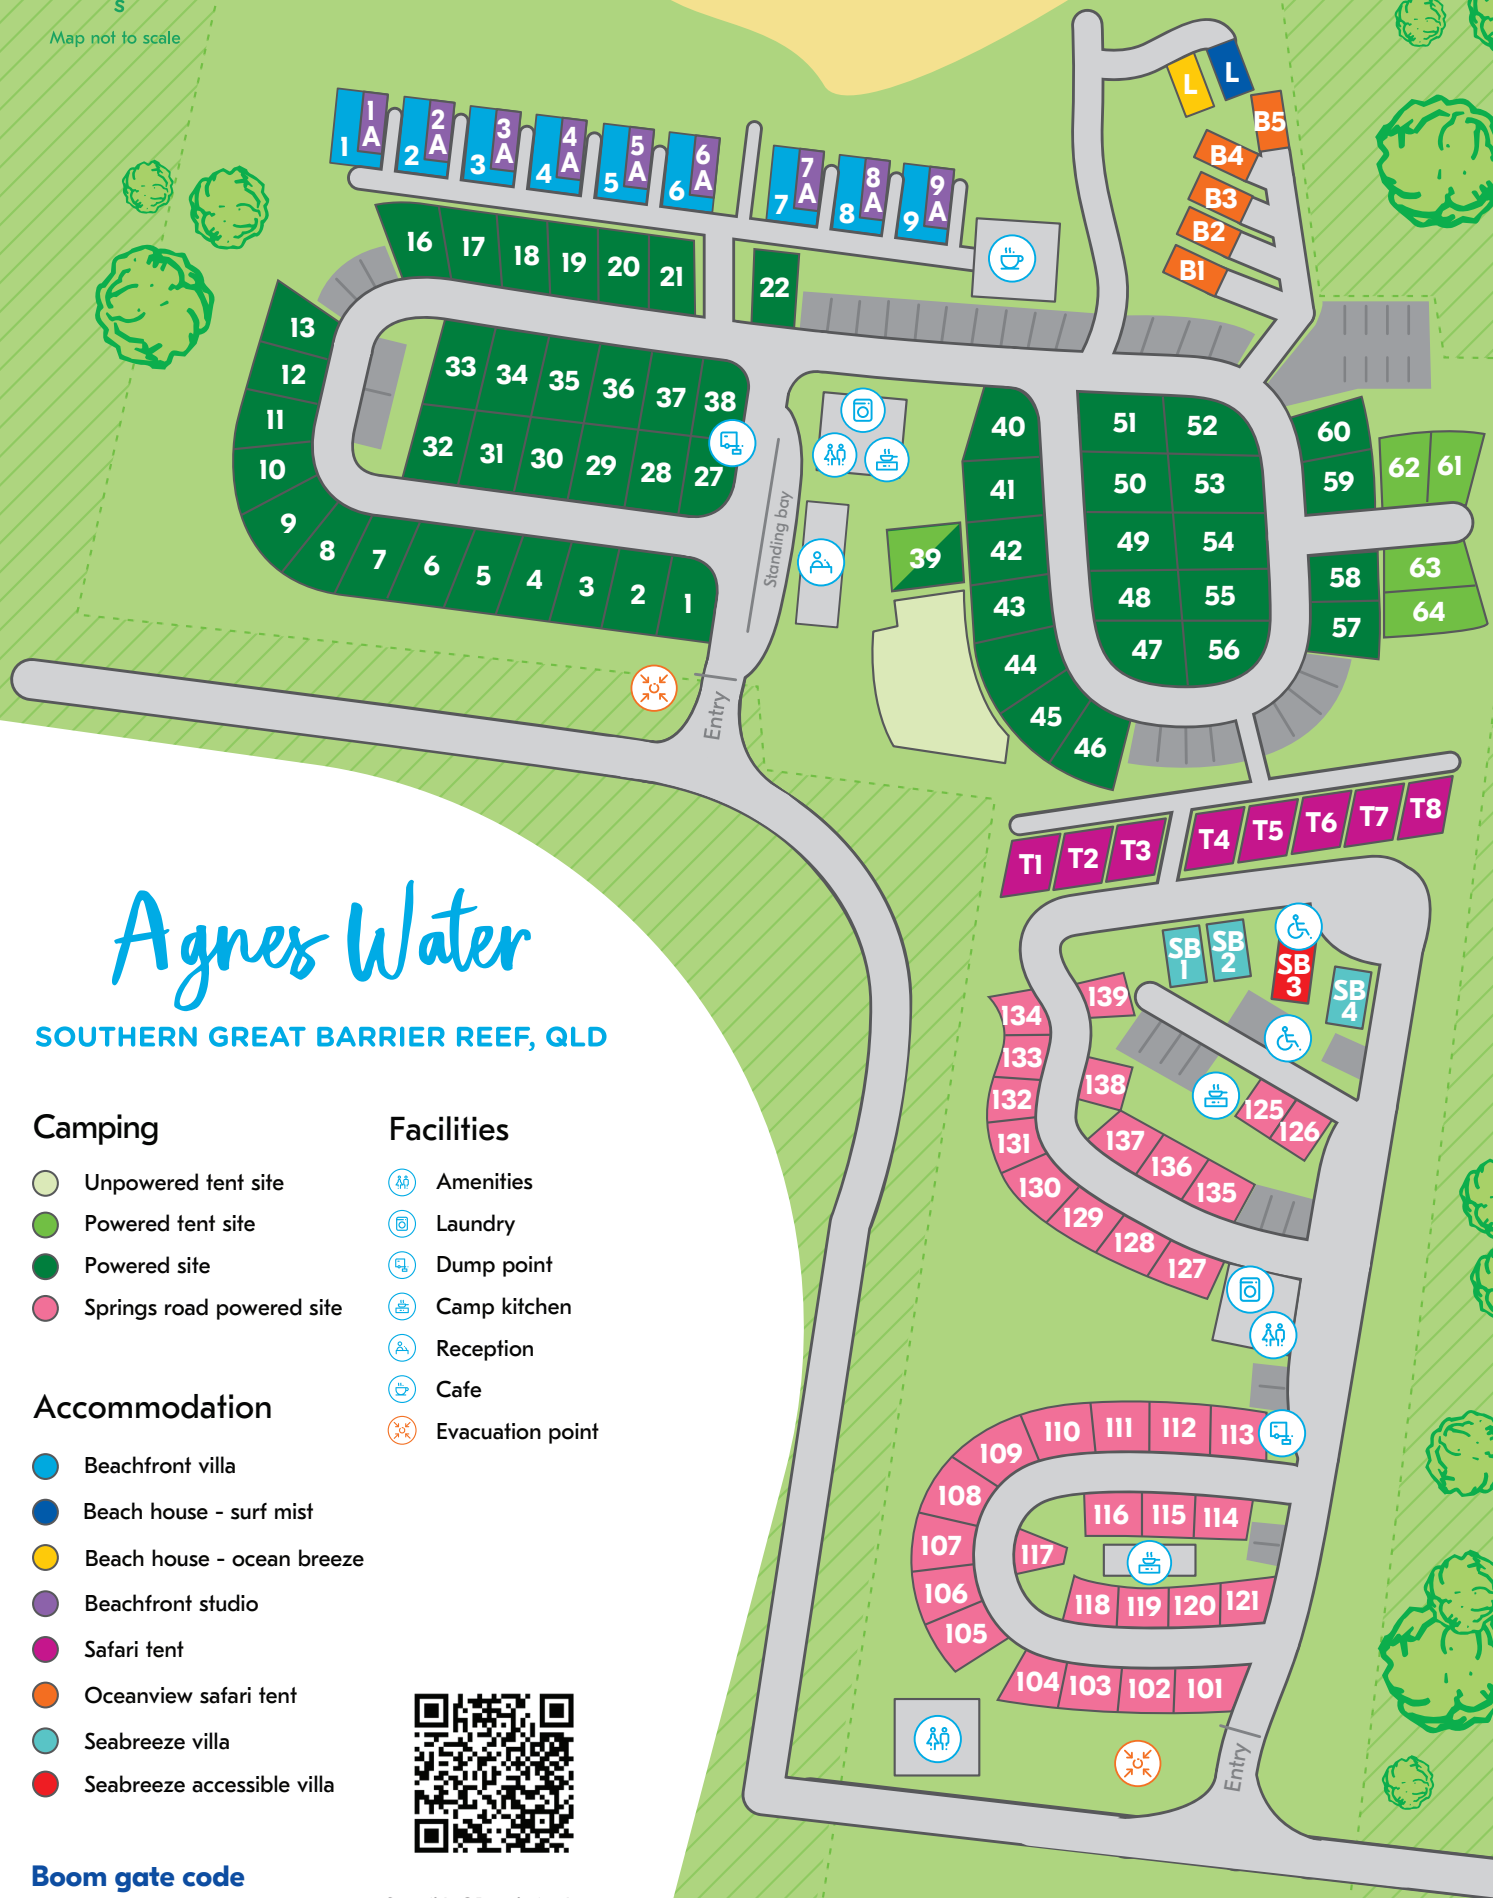 S
Map not to scale
1
1
A
2
2
A
3
3
A
4
4
A
5
5
A
6
6
A
7
7
A
8
8
A
9
9
A
L
L
B5
B4
B3
B2
B1
16
17
18
19
20
21
22
13
12
11
10
9
8
7
6
5
4
3
2
1
33
34
35
36
37
38
32
31
30
29
28
27
Standing bay
Entry
40
41
42
39
43
44
45
46
51
52
50
53
49
54
48
55
47
56
60
59
62
61
58
57
63
64
T1
T2
T3
T4
T5
T6
T7
T8
SB
1
SB
2
SB
3
SB
4
139
134
133
132
131
130
129
128
127
138
137
136
135
125
126
110
111
112
113
109
108
107
106
105
116
115
114
117
118
119
120
121
104
103
102
101
Entry
Agnes Water
SOUTHERN GREAT BARRIER REEF, QLD
Camping
Unpowered tent site
Powered tent site
Powered site
Springs road powered site
Facilities
Amenities
Laundry
Dump point
Camp kitchen
Reception
Cafe
Evacuation point
Accommodation
Beachfront villa
Beach house - surf mist
Beach house - ocean breeze
Beachfront studio
Safari tent
Oceanview safari tent
Seabreeze villa
Seabreeze accessible villa
Boom gate code